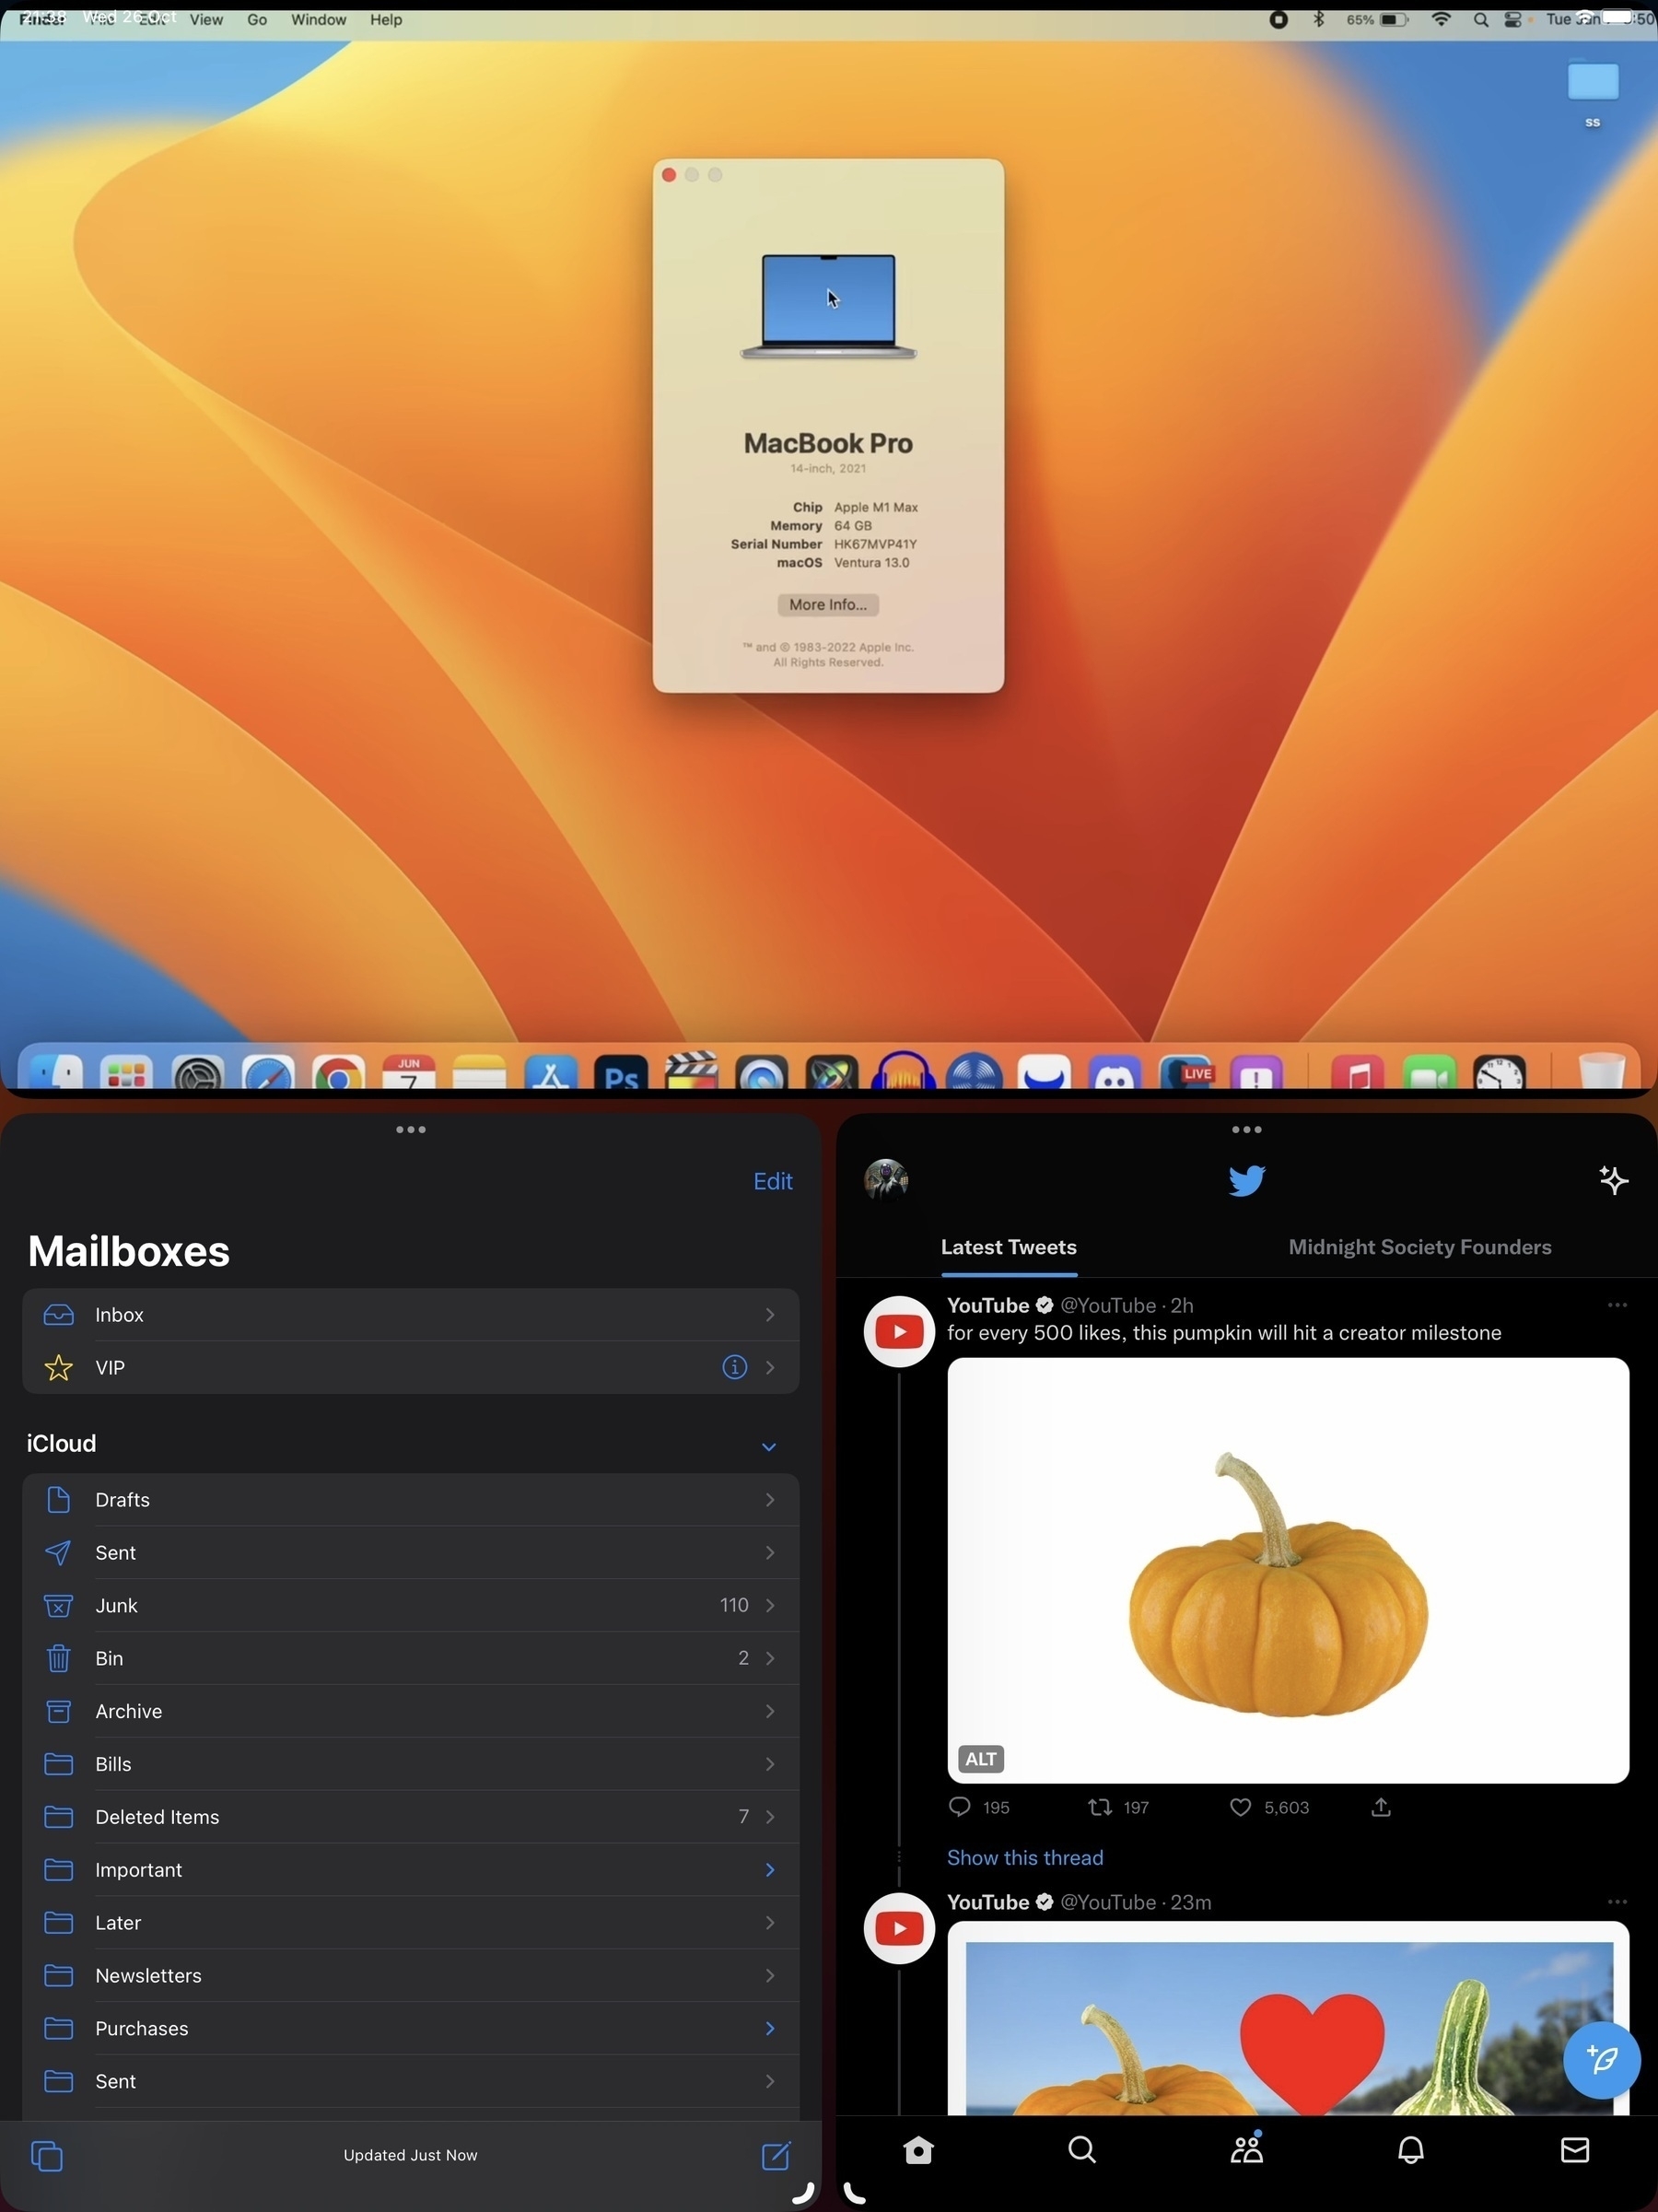 Finder File Edit View Go Window Help
21:38 Wed 26 Oct
65%
Tue Jun
:50
ss
MacBook Pro
14-inch, 2021
Chip Apple M1 Max
Memory 64 GB
Serial Number HK67MVP41Y
macOS Ventura 13.0
More Info...
™ and © 1983-2022 Apple Inc.
All Rights Reserved.
JUN
7
Ps
LIVE
Edit
Mailboxes
Inbox
VIP
iCloud
Drafts
Sent
Junk 110
Bin 2
Archive
Bills
Deleted Items 7
Important
Later
Newsletters
Purchases
Sent
Updated Just Now
Latest Tweets
Midnight Society Founders
YouTube @YouTube · 2h
for every 500 likes, this pumpkin will hit a creator milestone
ALT
195 197 5,603
Show this thread
YouTube @YouTube · 23m